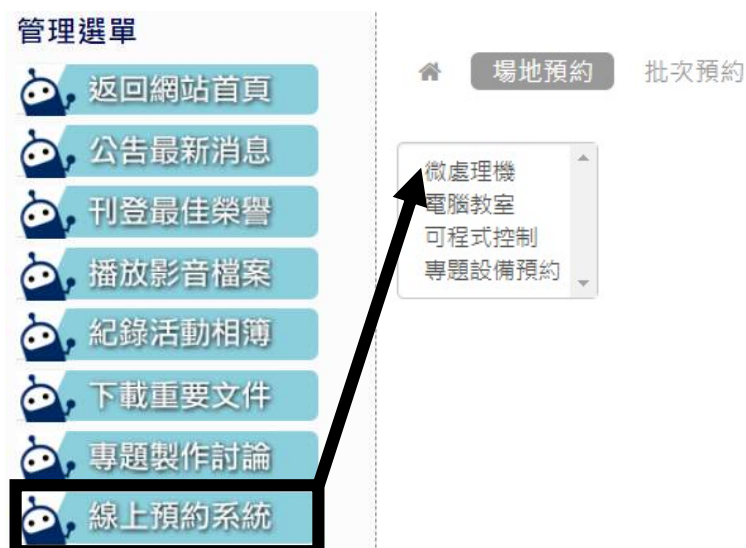 管理選單
返回網站首頁
公告最新消息
刊登最佳榮譽
播放影音檔案
紀錄活動相簿
下載重要文件
專題製作討論
線上預約系統
場地預約 批次預約
微處理機
電腦教室
可程式控制
專題設備預約